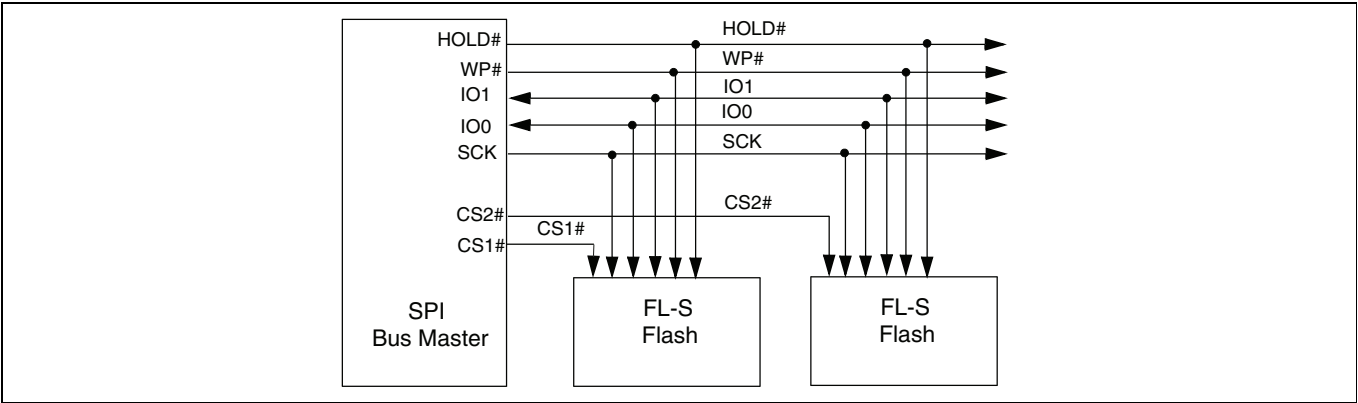 HOLD# HOLD#
WP# WP#
IO1 IO1
IO0 IO0
SCK SCK
CS2# CS2#
CS1# CS1#
SPI
Bus Master
FL-S
Flash
FL-S
Flash